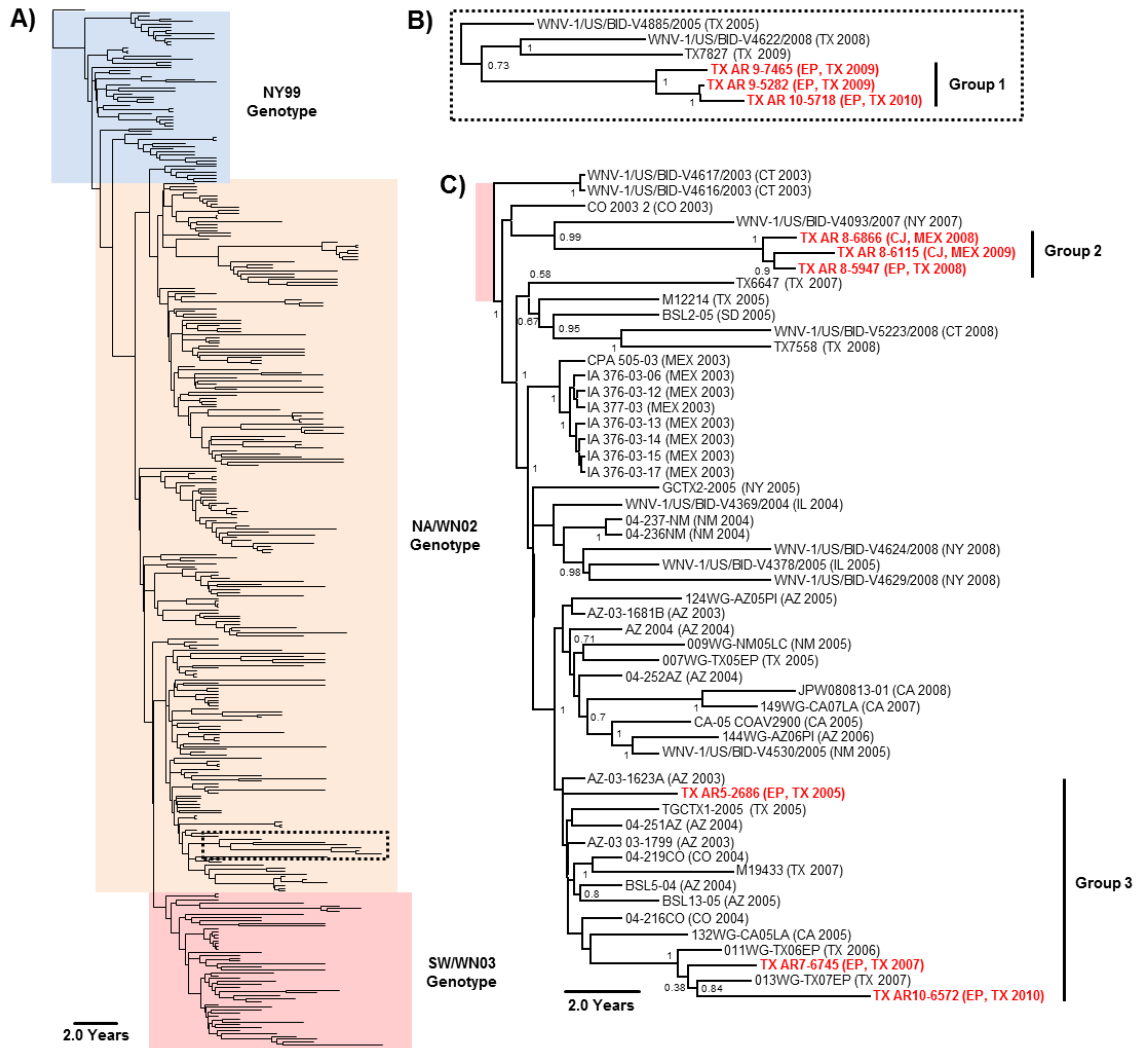 A)
NY99
Genotype
NA/WN02
Genotype
SW/WN03
Genotype
2.0 Years
B)
WNV-1/US/BID-V4885/2005 (TX 2005)
WNV-1/US/BID-V4622/2008 (TX 2008)
1
TX7827 (TX 2009)
0.73
TX AR 9-7465 (EP, TX 2009)
1
TX AR 9-5282 (EP, TX 2009)
1
TX AR 10-5718 (EP, TX 2010)
Group 1
C)
WNV-1/US/BID-V4617/2003 (CT 2003)
1
WNV-1/US/BID-V4616/2003 (CT 2003)
CO 2003 2 (CO 2003)
WNV-1/US/BID-V4093/2007 (NY 2007)
0.99
1
TX AR 8-6866 (CJ, MEX 2008)
TX AR 8-6115 (CJ, MEX 2009)
0.9
TX AR 8-5947 (EP, TX 2008)
Group 2
0.58
TX6647 (TX 2007)
1
M12214 (TX 2005)
0.67
BSL2-05 (SD 2005)
0.95
WNV-1/US/BID-V5223/2008 (CT 2008)
1
TX7558 (TX 2008)
CPA 505-03 (MEX 2003)
1
IA 376-03-06 (MEX 2003)
IA 376-03-12 (MEX 2003)
1
IA 377-03 (MEX 2003)
IA 376-03-13 (MEX 2003)
IA 376-03-14 (MEX 2003)
IA 376-03-15 (MEX 2003)
1
IA 376-03-17 (MEX 2003)
GCTX2-2005 (NY 2005)
WNV-1/US/BID-V4369/2004 (IL 2004)
04-237-NM (NM 2004)
1
04-236NM (NM 2004)
WNV-1/US/BID-V4624/2008 (NY 2008)
0.98
WNV-1/US/BID-V4378/2005 (IL 2005)
WNV-1/US/BID-V4629/2008 (NY 2008)
124WG-AZ05PI (AZ 2005)
AZ-03-1681B (AZ 2003)
AZ 2004 (AZ 2004)
0.71
009WG-NM05LC (NM 2005)
007WG-TX05EP (TX 2005)
04-252AZ (AZ 2004)
JPW080813-01 (CA 2008)
1
149WG-CA07LA (CA 2007)
1
0.7
CA-05 COAV2900 (CA 2005)
1
144WG-AZ06PI (AZ 2006)
1
WNV-1/US/BID-V4530/2005 (NM 2005)
AZ-03-1623A (AZ 2003)
TX AR5-2686 (EP, TX 2005)
TGCTX1-2005 (TX 2005)
04-251AZ (AZ 2004)
AZ-03 03-1799 (AZ 2003)
04-219CO (CO 2004)
1
M19433 (TX 2007)
BSL5-04 (AZ 2004)
0.8
BSL13-05 (AZ 2005)
04-216CO (CO 2004)
132WG-CA05LA (CA 2005)
1
011WG-TX06EP (TX 2006)
TX AR7-6745 (EP, TX 2007)
0.38
013WG-TX07EP (TX 2007)
0.84
TX AR10-6572 (EP, TX 2010)
Group 3
2.0 Years